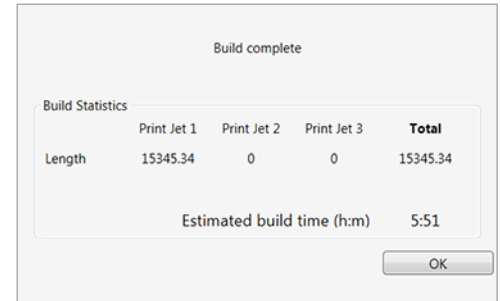 Build complete
Build Statistics
Print Jet 1 Print Jet 2 Print Jet 3 Total
Length 15345.34 0 0 15345.34
Estimated build time (h:m) 5:51
OK